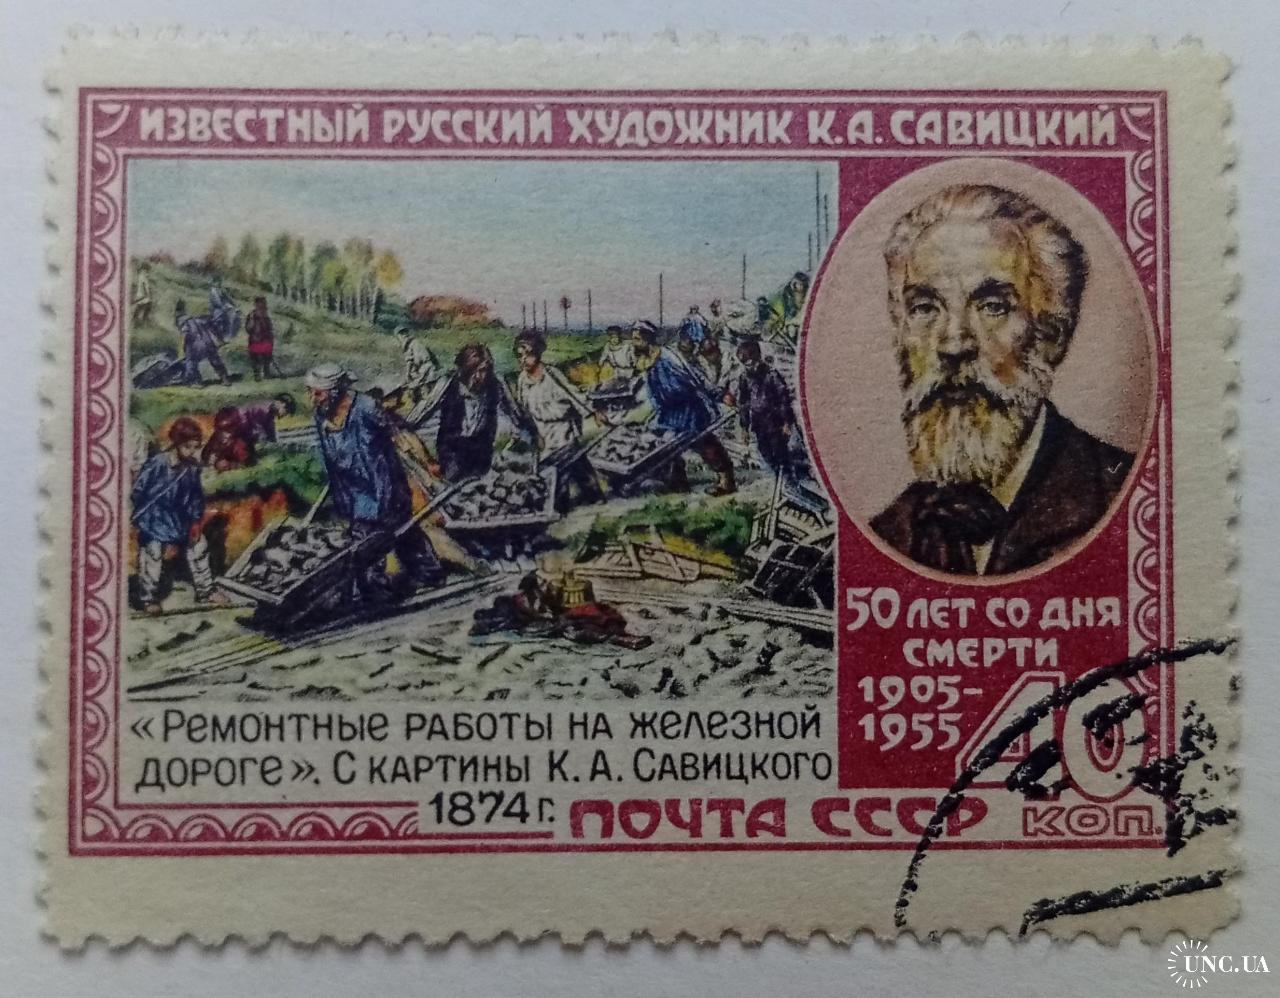 ИЗВЕСТНЫЙ РУССКИЙ ХУДОЖНИК К.А. САВИЦКИЙ
50 ЛЕТ СО ДНЯ
СМЕРТИ
1905-
1955
40
КОП.
«РЕМОНТНЫЕ РАБОТЫ НА ЖЕЛЕЗНОЙ
ДОРОГЕ». С КАРТИНЫ К.А. САВИЦКОГО
1874 г.
ПОЧТА СССР
UNC.UA